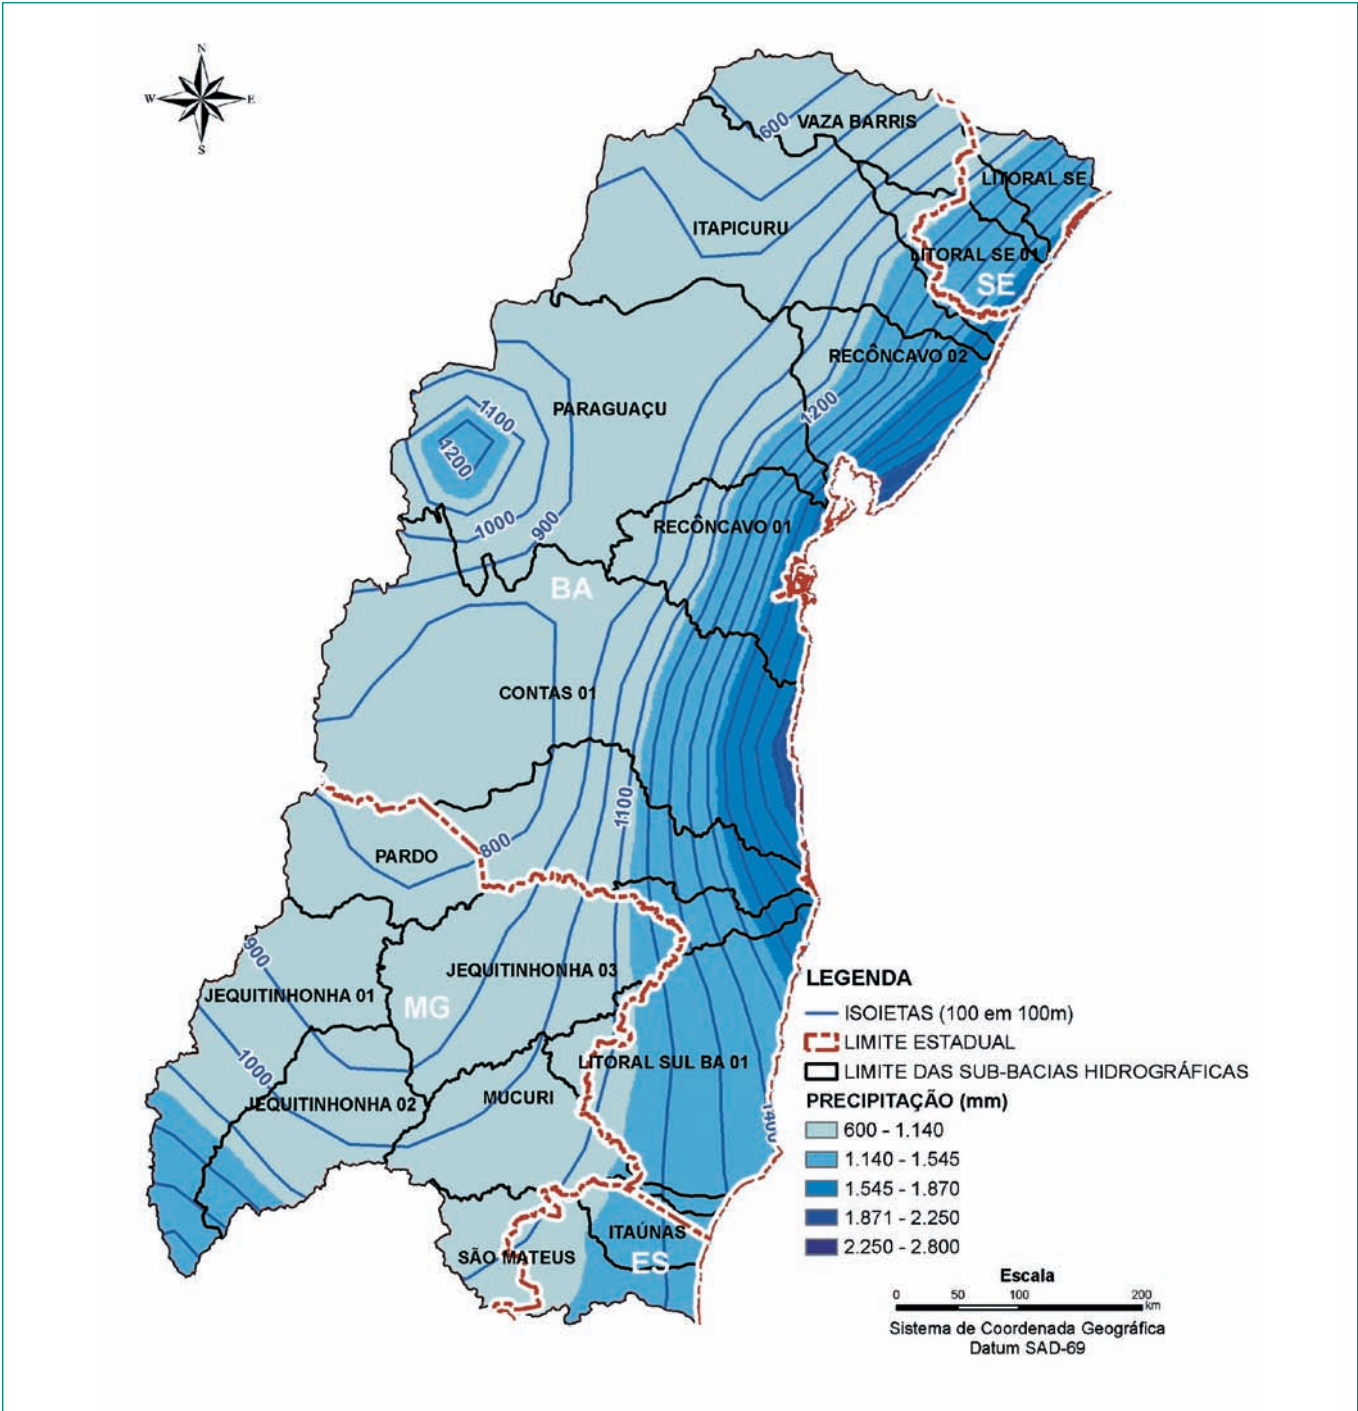 N
W
E
S
600
VAZA BARRIS
LITORAL SE
ITAPICURU
LITORAL SE 01
SE
RECÔNCAVO 02
1200
PARAGUAÇU
1100
1200
1000
900
RECÔNCAVO 01
BA
CONTAS 01
1100
800
PARDO
900
JEQUITINHONHA 03
JEQUITINHONHA 01
MG
1000
LITORAL SUL BA 01
MUCURI
JEQUITINHONHA 02
1400
ITAÚNAS
SÃO MATEUS
ES
LEGENDA
ISOIETAS (100 em 100m)
LIMITE ESTADUAL
LIMITE DAS SUB-BACIAS HIDROGRÁFICAS
PRECIPITAÇÃO (mm)
600 - 1.140
1.140 - 1.545
1.545 - 1.870
1.871 - 2.250
2.250 - 2.800
Escala
0 50 100 200
km
Sistema de Coordenada Geográfica
Datum SAD-69